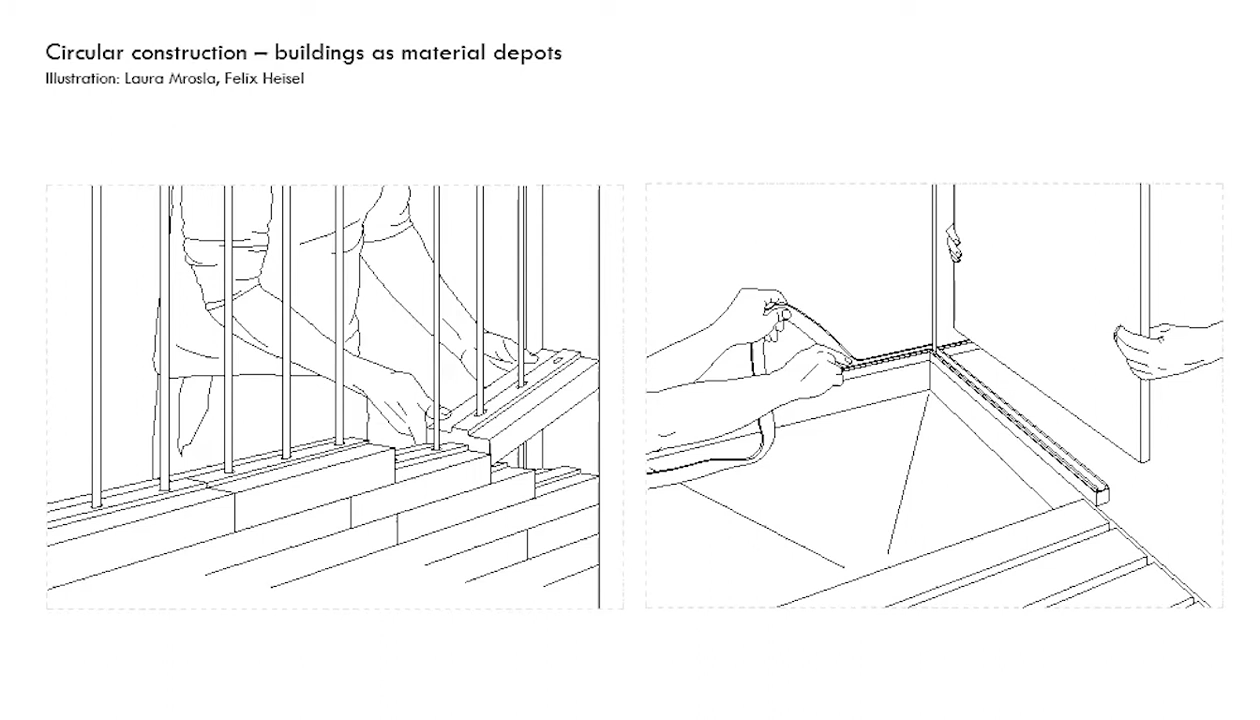 Circular construction – buildings as material depots
Illustration: Laura Mrosla, Felix Heisel